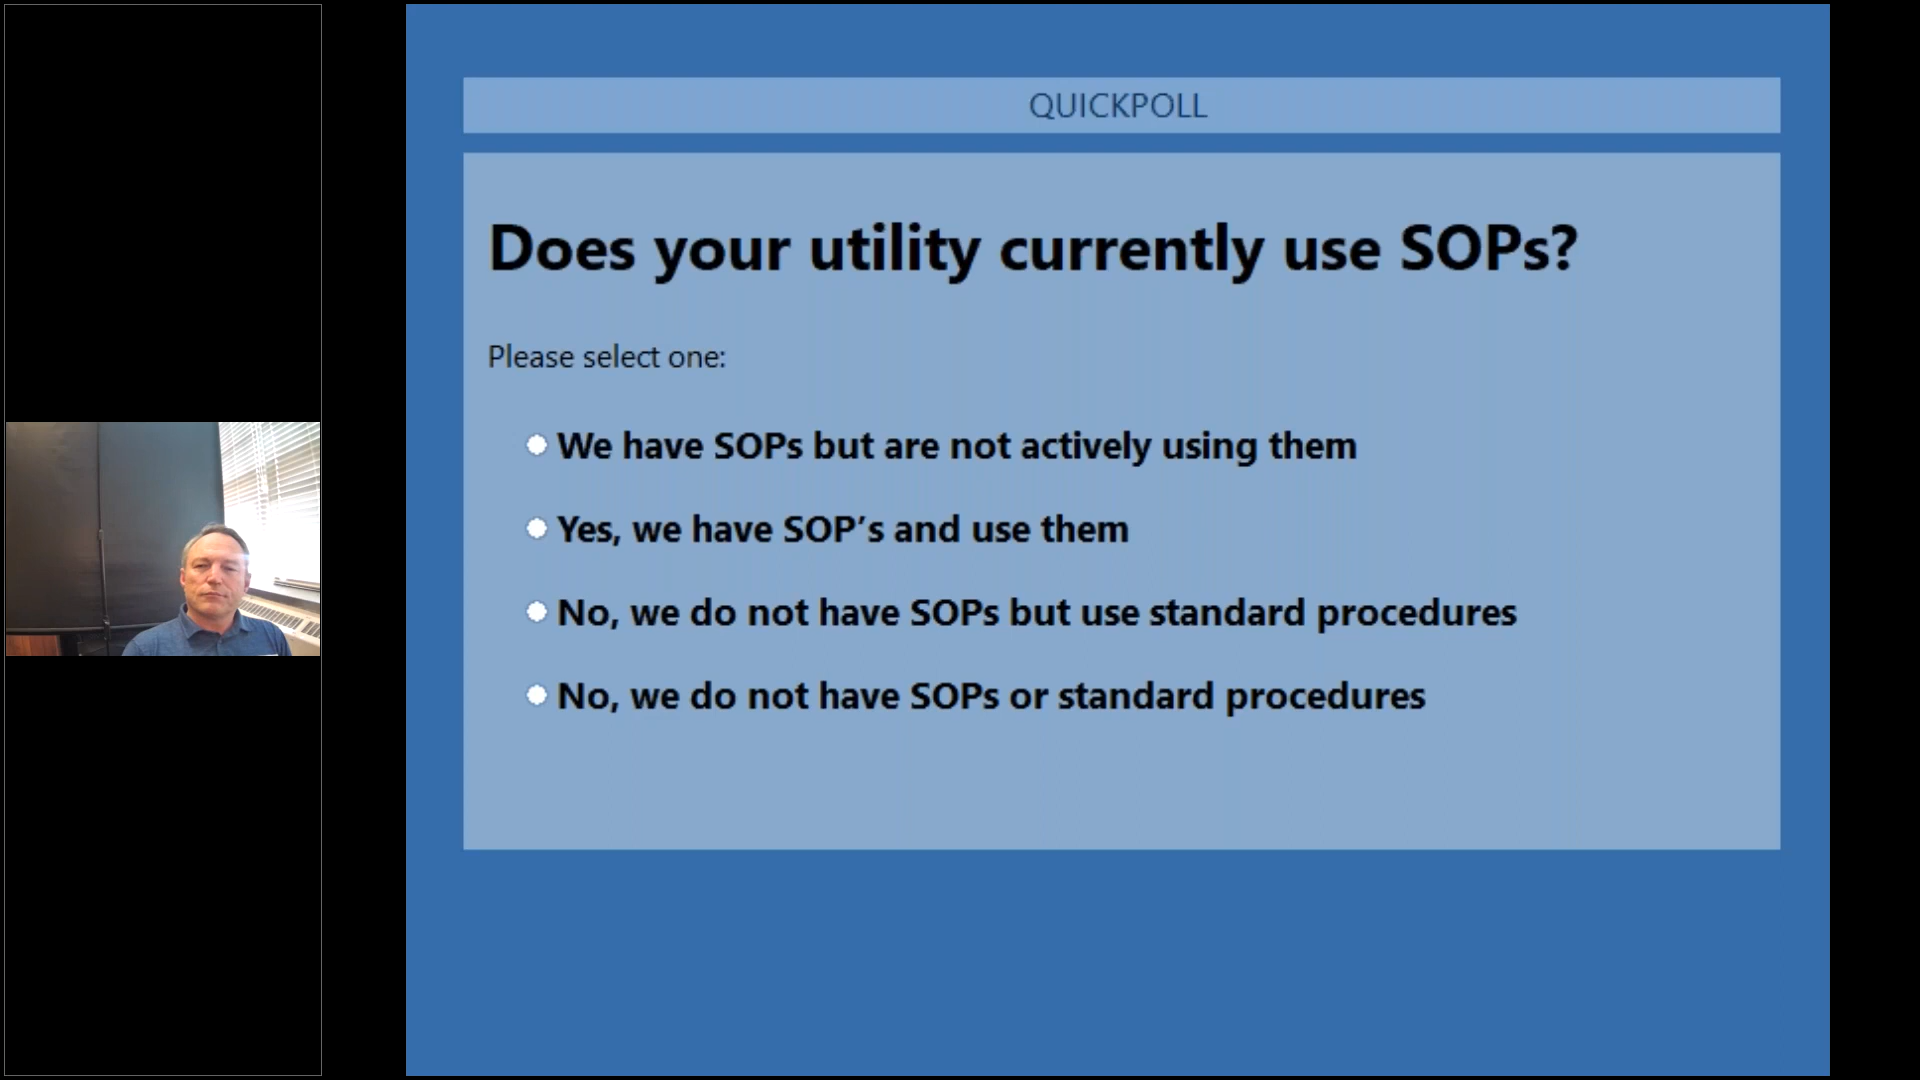 QUICKPOLL
Does your utility currently use SOPs?
Please select one:
We have SOPs but are not actively using them
Yes, we have SOP’s and use them
No, we do not have SOPs but use standard procedures
No, we do not have SOPs or standard procedures